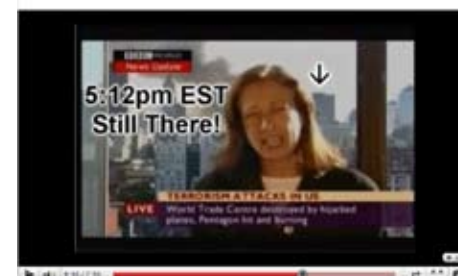 BBC
News Update
5:12pm EST
Still There!
TERRORISM ATTACKS IN US
LIVE
World Trade Centre destroyed by hijacked
planes, Pentagon hit and burning